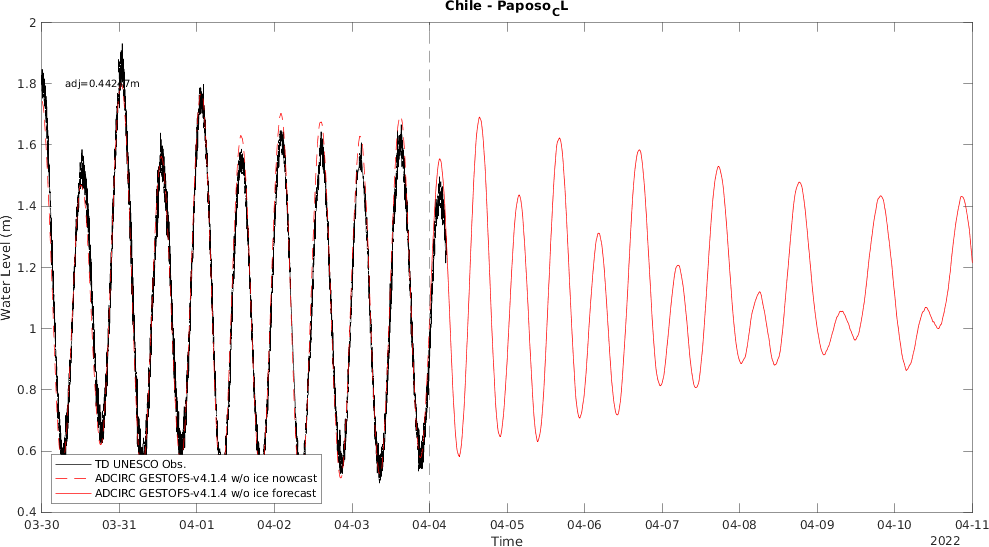 Chile - Paposo_CL
adj=0.44247m
Water Level (m)
2
1.8
1.6
1.4
1.2
1
0.8
0.6
0.4
TD UNESCO Obs.
ADCIRC GESTOFS-v4.1.4 w/o ice nowcast
ADCIRC GESTOFS-v4.1.4 w/o ice forecast
03-30 03-31 04-01 04-02 04-03 04-04 04-05 04-06 04-07 04-08 04-09 04-10 04-11
Time
2022